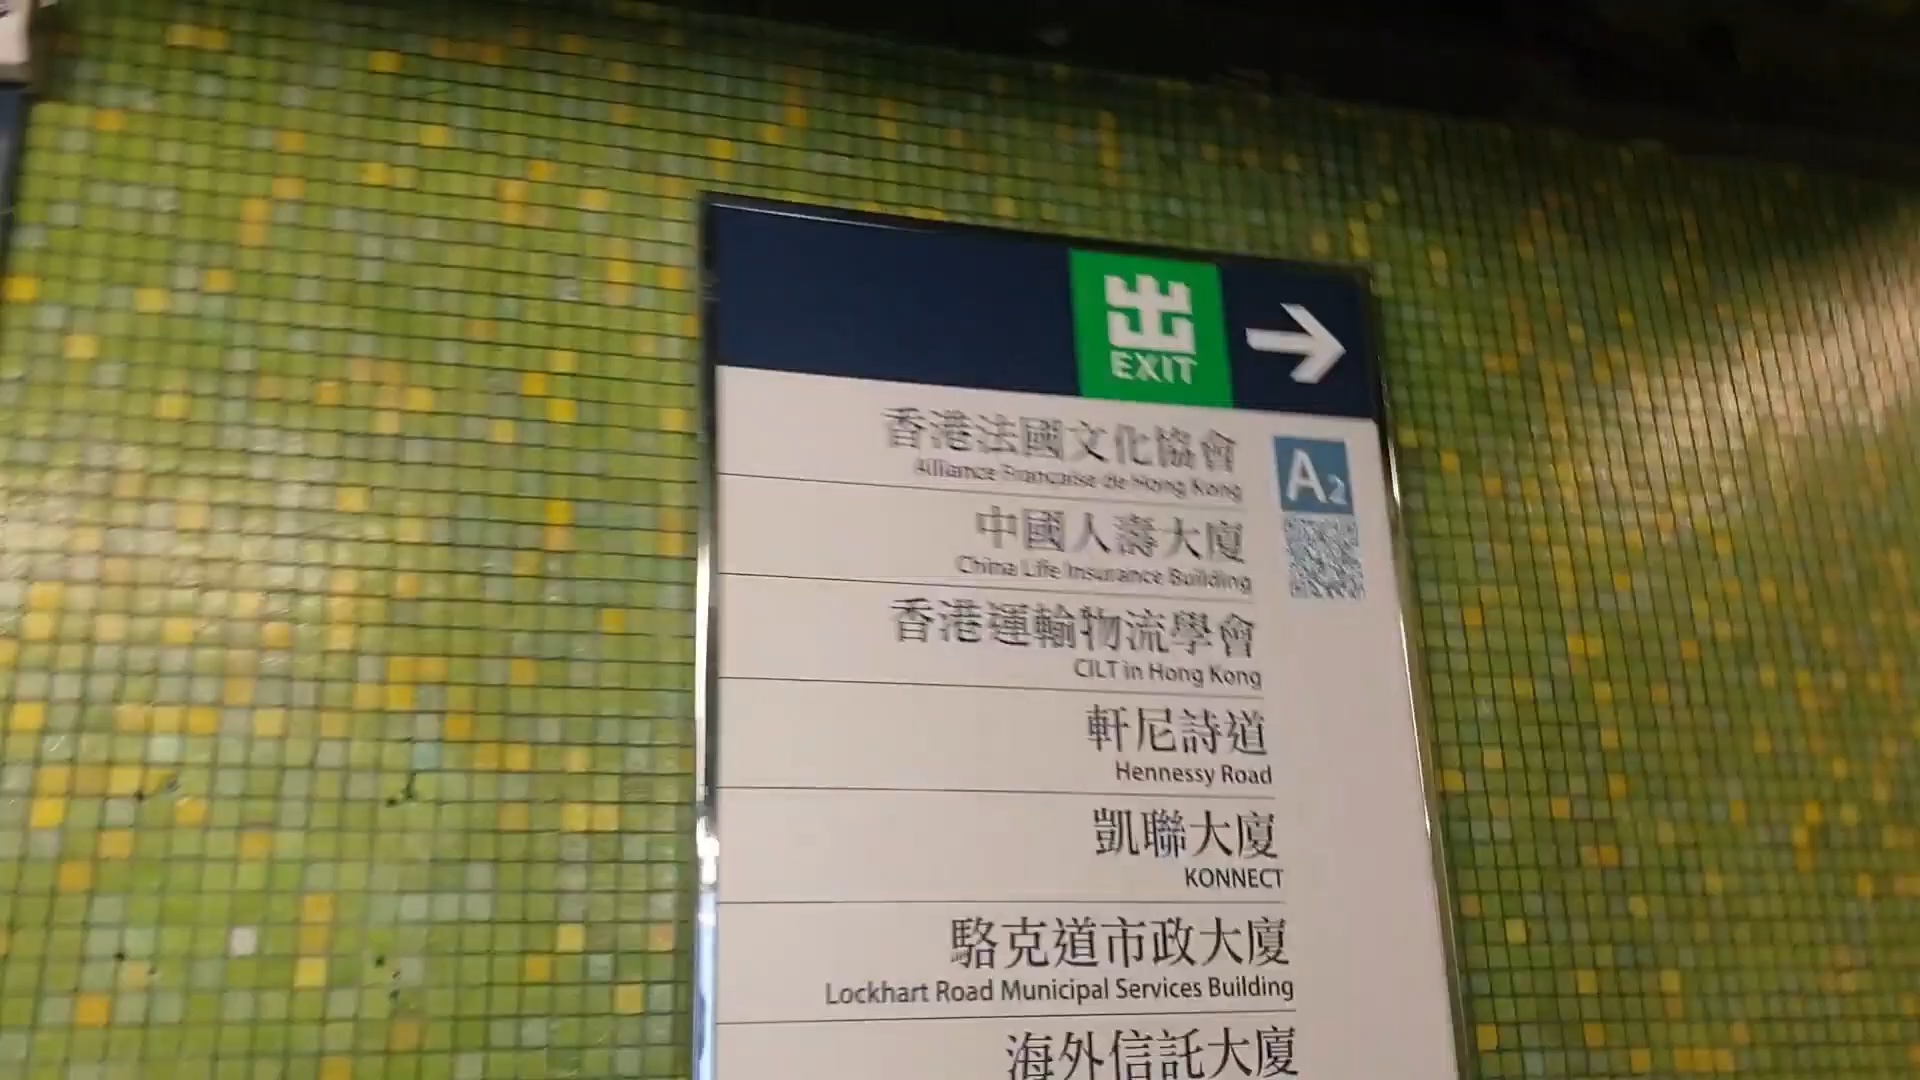 出
EXIT
香港法國文化協會
Alliance Française de Hong Kong
A2
中國人壽大廈
China Life Insurance Building
香港運輸物流學會
CILT in Hong Kong
軒尼詩道
Hennessy Road
凱聯大廈
KONNECT
駱克道市政大廈
Lockhart Road Municipal Services Building
海外信託大廈